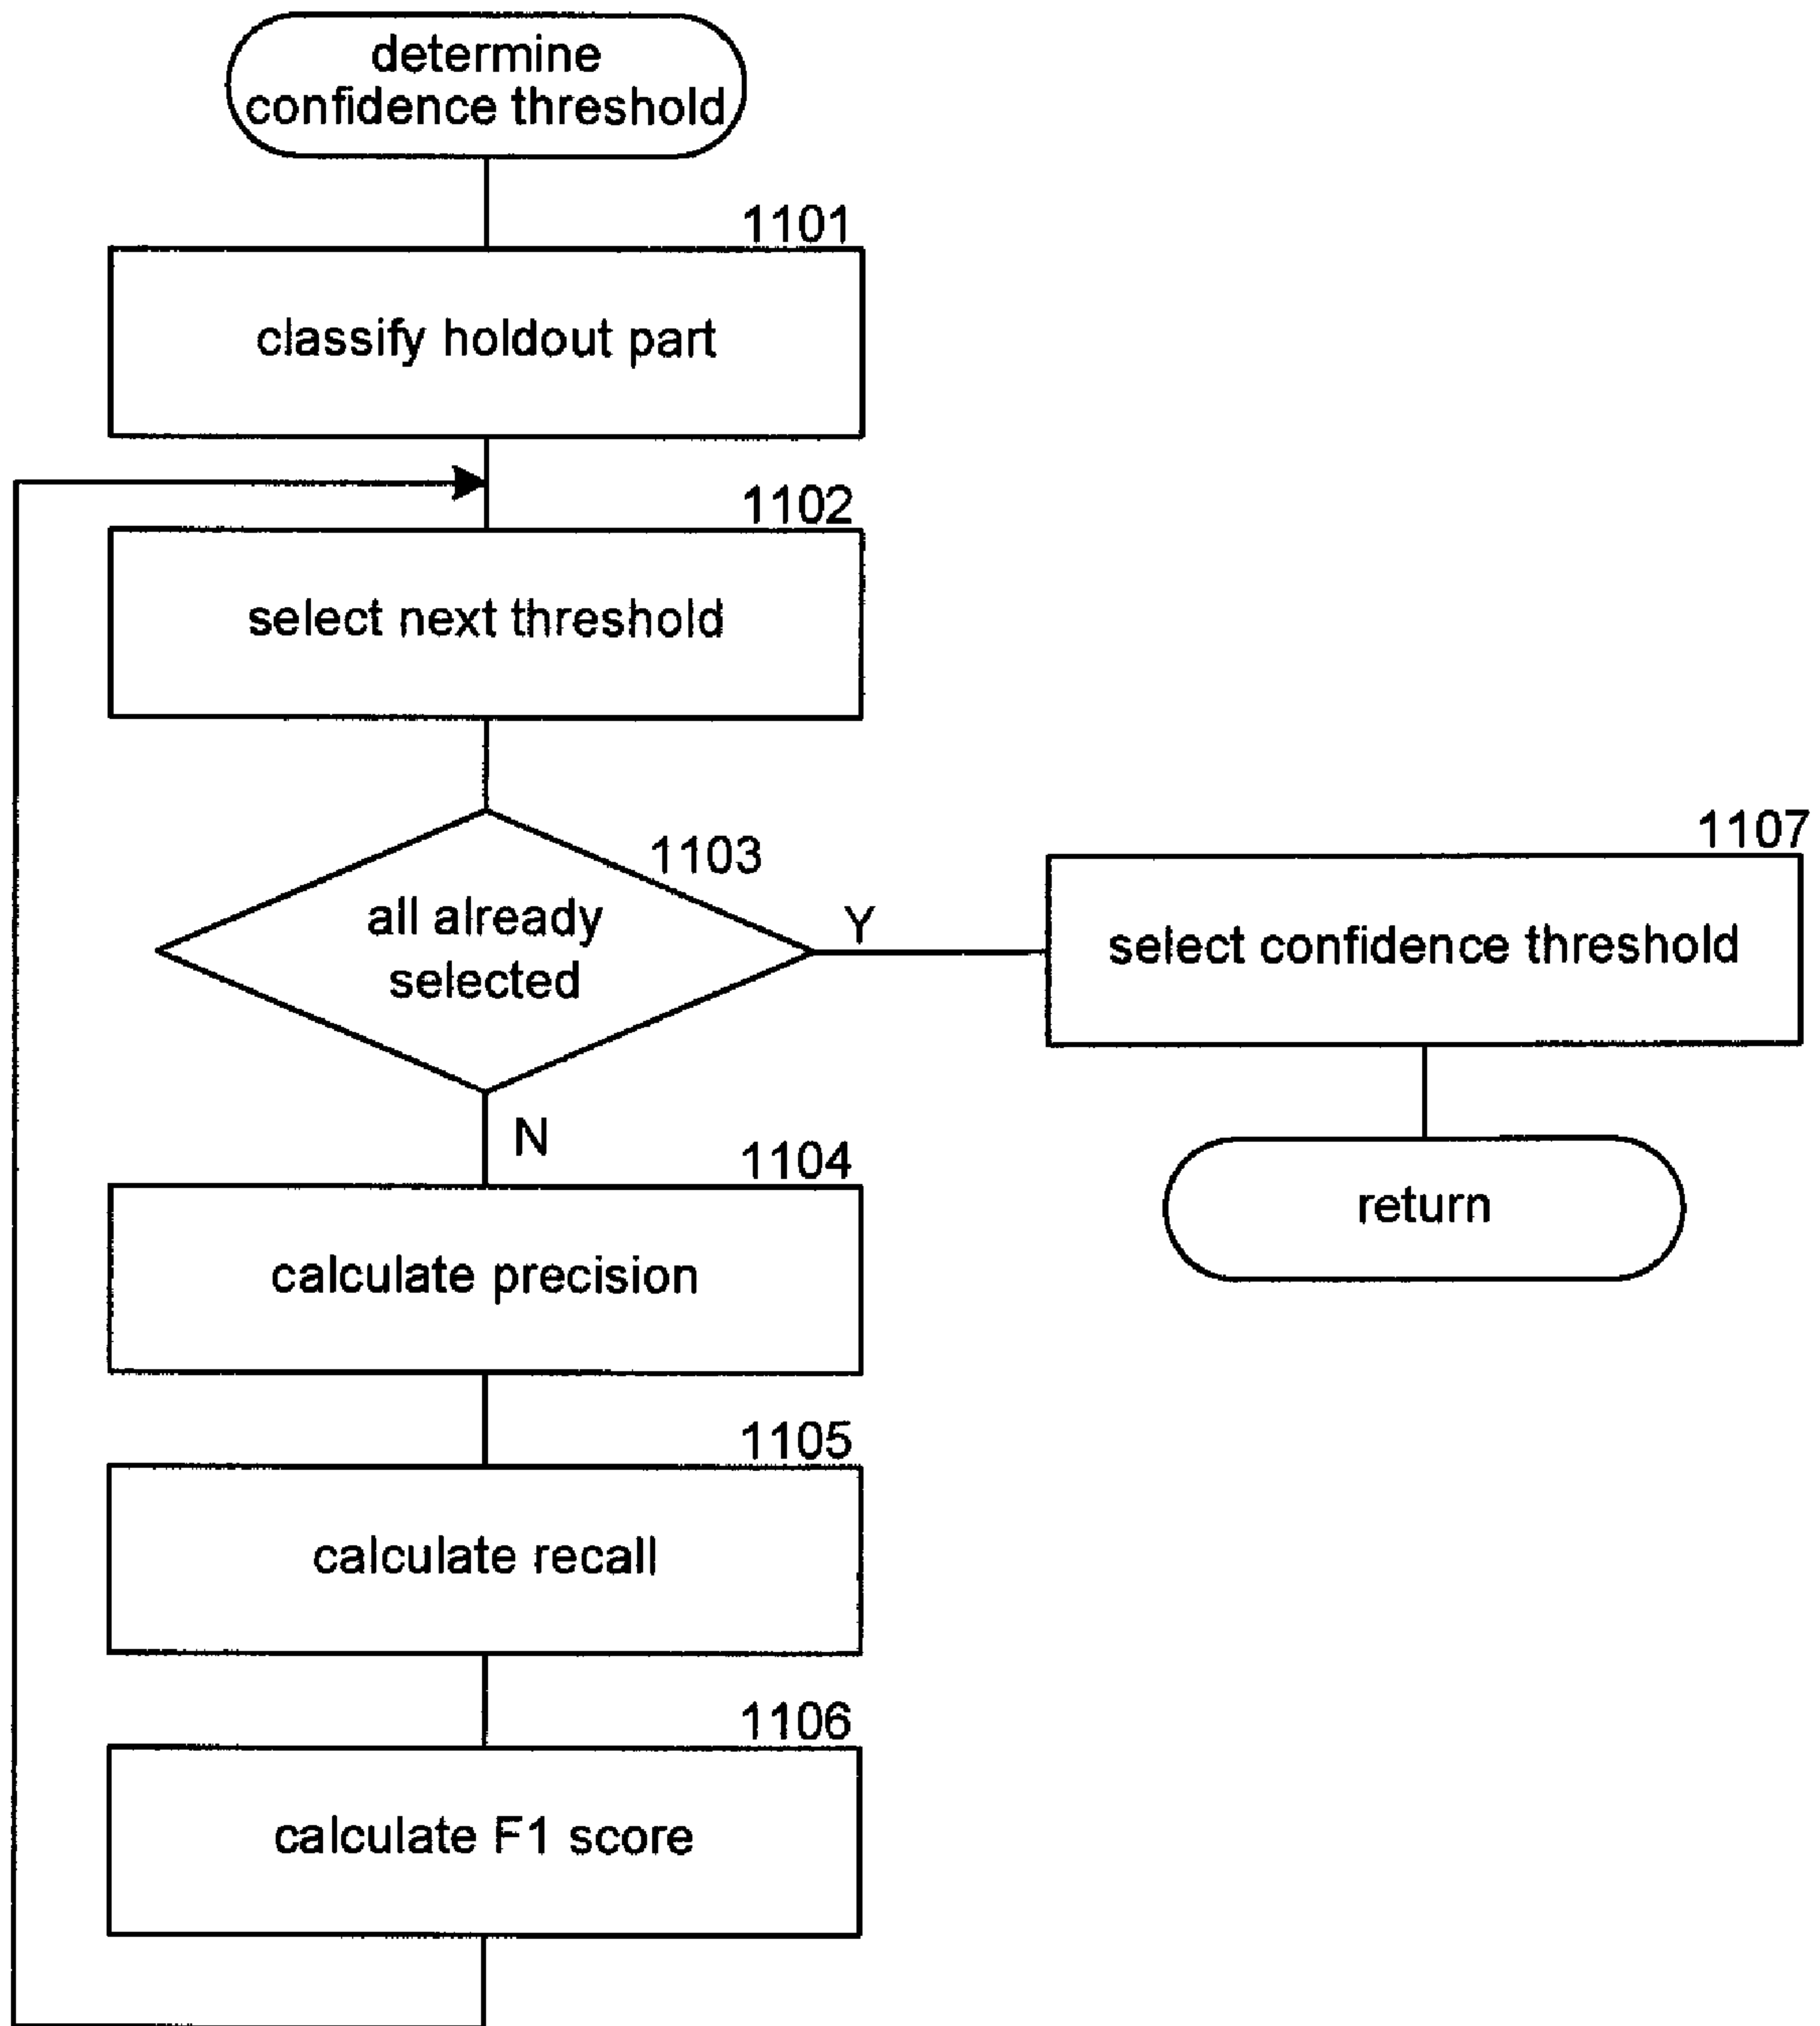 determine
confidence threshold
1101
classify holdout part
1102
select next threshold
1103
all already
selected
Y
N
1107
select confidence threshold
return
1104
calculate precision
1105
calculate recall
1106
calculate F1 score